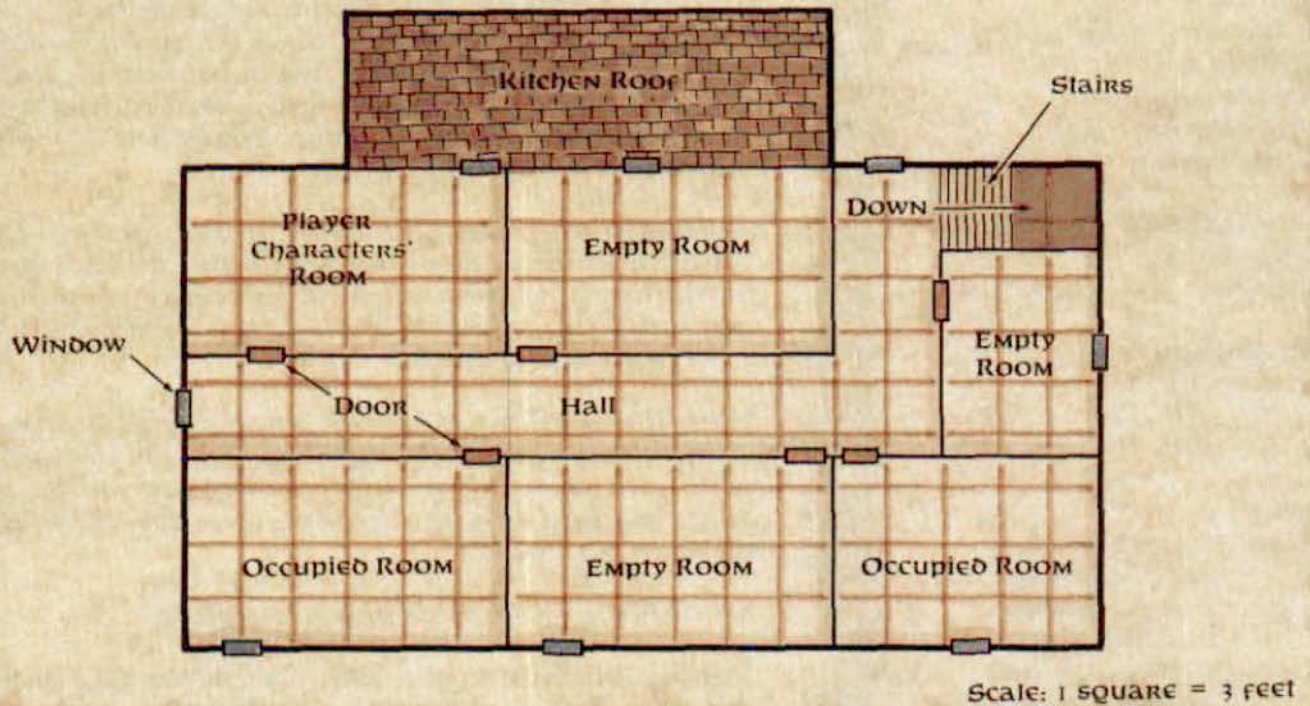 Kitchen Roof
Stairs
Player
Characters'
Room
Empty Room
Down
Window
Empty
Room
Door
Hall
Occupied Room
Empty Room
Occupied Room
Scale: 1 square = 3 feet